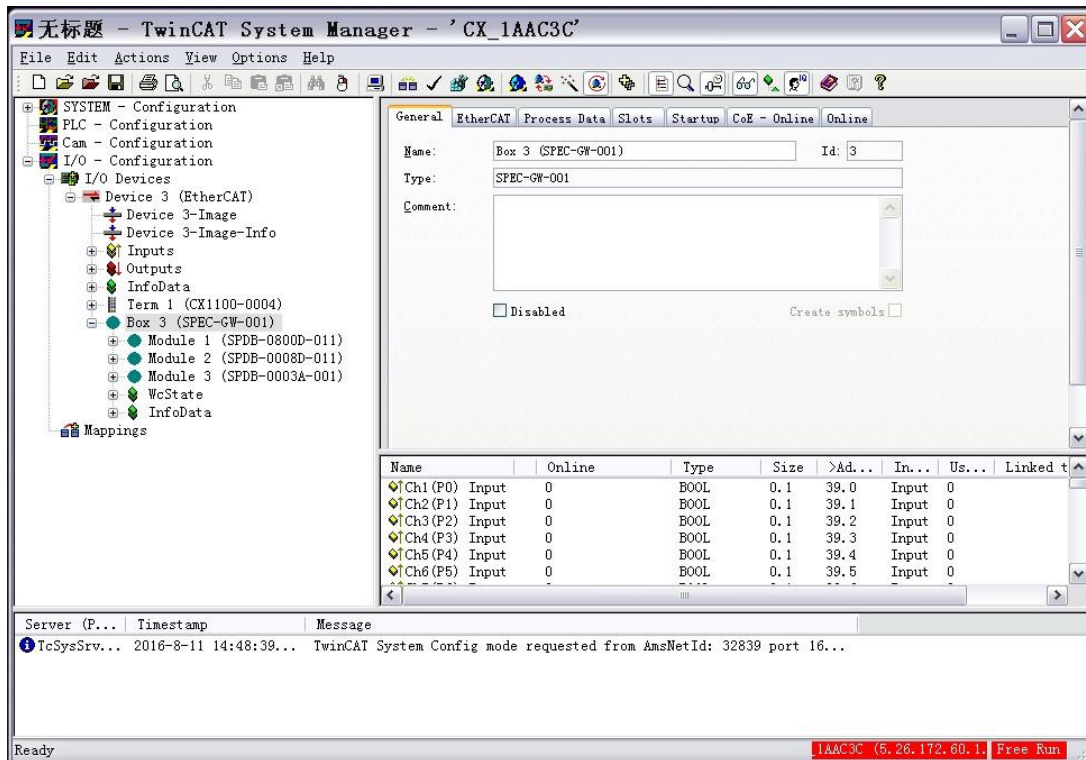 无标题 - TwinCAT System Manager - 'CX_1AAC3C'
File Edit Actions View Options Help
SYSTEM - Configuration
PLC - Configuration
Cam - Configuration
I/O - Configuration
I/O Devices
Device 3 (EtherCAT)
Device 3-Image
Device 3-Image-Info
Inputs
Outputs
InfoData
Term 1 (CX1100-0004)
Box 3 (SPEC-GW-001)
Module 1 (SPDB-0800D-011)
Module 2 (SPDB-0008D-011)
Module 3 (SPDB-0003A-001)
WcState
InfoData
Mappings
General EtherCAT Process Data Slots Startup CoE - Online Online
Name: Box 3 (SPEC-GW-001) Id: 3
Type: SPEC-GW-001
Comment:
Disabled Create symbols
Name Online Type Size >Ad... In... Us... Linked t
Ch1(P0) Input 0 BOOL 0.1 39.0 Input 0
Ch2(P1) Input 0 BOOL 0.1 39.1 Input 0
Ch3(P2) Input 0 BOOL 0.1 39.2 Input 0
Ch4(P3) Input 0 BOOL 0.1 39.3 Input 0
Ch5(P4) Input 0 BOOL 0.1 39.4 Input 0
Ch6(P5) Input 0 BOOL 0.1 39.5 Input 0
Server (P... Timestamp Message
TcSysSrv... 2016-8-11 14:48:39... TwinCAT System Config mode requested from AmsNetId: 32839 port 16...
Ready 1AAC3C (5.26.172.60.1. Free Run